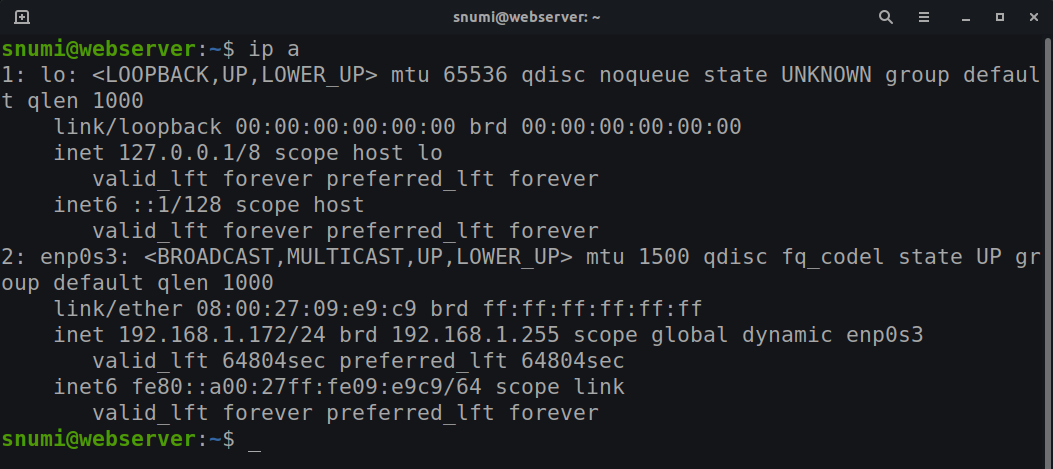 snumi@webserver: ~
snumi@webserver:~$ ip a
1: lo: <LOOPBACK,UP,LOWER_UP> mtu 65536 qdisc noqueue state UNKNOWN group defaul
t qlen 1000
    link/loopback 00:00:00:00:00:00 brd 00:00:00:00:00:00
    inet 127.0.0.1/8 scope host lo
       valid_lft forever preferred_lft forever
    inet6 ::1/128 scope host
       valid_lft forever preferred_lft forever
2: enp0s3: <BROADCAST,MULTICAST,UP,LOWER_UP> mtu 1500 qdisc fq_codel state UP gr
oup default qlen 1000
    link/ether 08:00:27:09:e9:c9 brd ff:ff:ff:ff:ff:ff
    inet 192.168.1.172/24 brd 192.168.1.255 scope global dynamic enp0s3
       valid_lft 64804sec preferred_lft 64804sec
    inet6 fe80::a00:27ff:fe09:e9c9/64 scope link
       valid_lft forever preferred_lft forever
snumi@webserver:~$ _